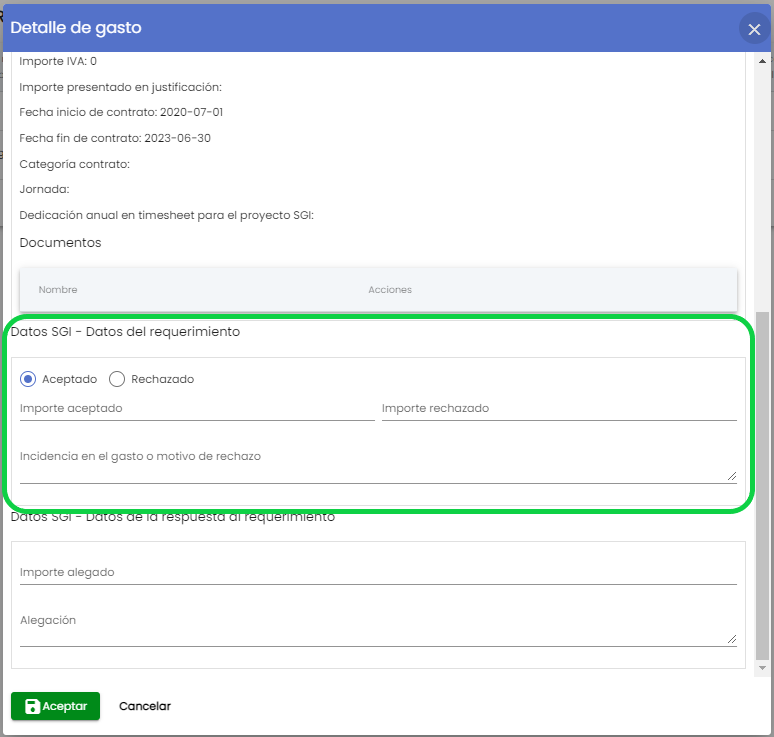 Detalle de gasto
Importe IVA: 0
Importe presentado en justificación:
Fecha inicio de contrato: 2020-07-01
Fecha fin de contrato: 2023-06-30
Categoría contrato:
Jornada:
Dedicación anual en timesheet para el proyecto SGI:
Documentos
Nombre Acciones
Datos SGI - Datos del requerimiento
Aceptado Rechazado
Importe aceptado Importe rechazado
Incidencia en el gasto o motivo de rechazo
Datos SGI - Datos de la respuesta al requerimiento
Importe alegado
Alegación
Aceptar Cancelar